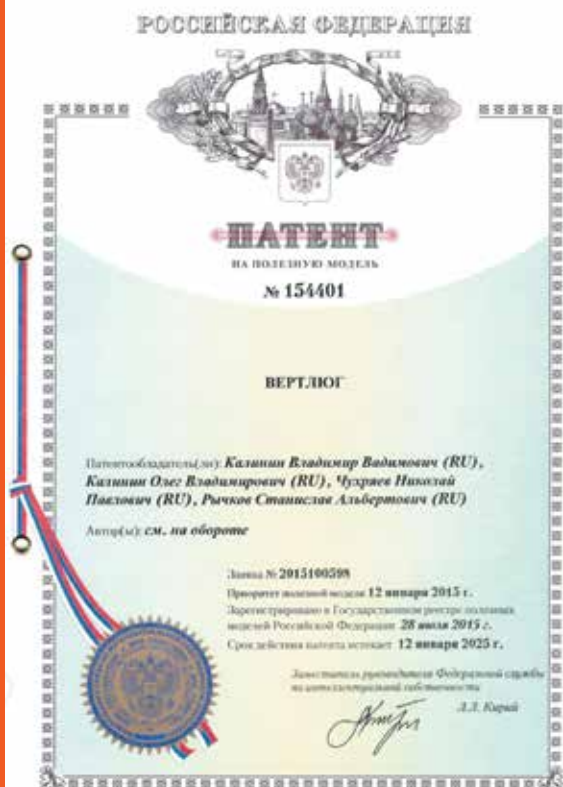 РОССИЙСКАЯ ФЕДЕРАЦИЯ
ПАТЕНТ
НА ПОЛЕЗНУЮ МОДЕЛЬ
№ 154401
ВЕРТЛЮГ
Патентообладатель(ли): Калинин Владимир Вадимович (RU),
Калинин Олег Владимирович (RU), Чухряев Николай
Павлович (RU), Рычков Станислав Альбертович (RU)
Автор(ы): см. на обороте
Заявка № 2015100598
Приоритет полезной модели 12 января 2015 г.
Зарегистрировано в Государственном реестре полезных
моделей Российской Федерации 28 июля 2015 г.
Срок действия патента истекает 12 января 2025 г.
Заместитель руководителя Федеральной службы
по интеллектуальной собственности
Л.Л. Кирий